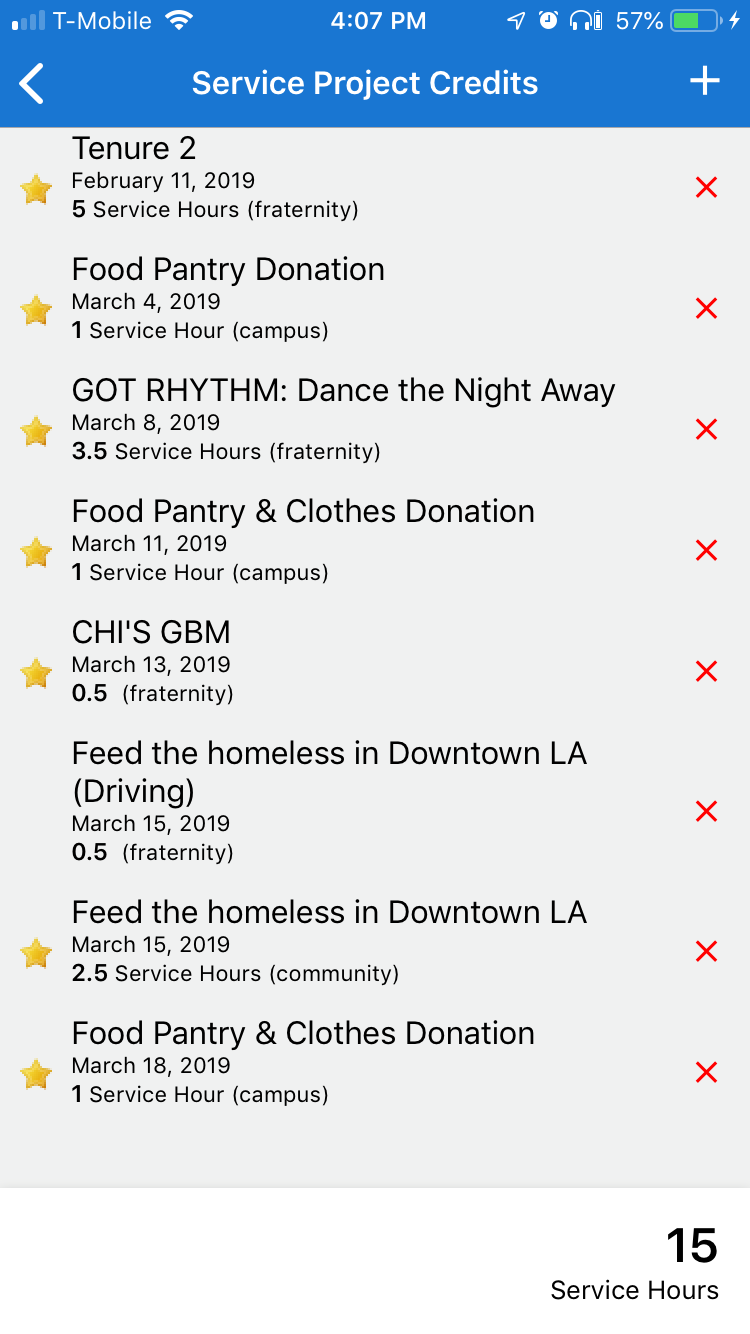 T-Mobile 4:07 PM 57%
Service Project Credits
Tenure 2
February 11, 2019
5 Service Hours (fraternity)
Food Pantry Donation
March 4, 2019
1 Service Hour (campus)
GOT RHYTHM: Dance the Night Away
March 8, 2019
3.5 Service Hours (fraternity)
Food Pantry & Clothes Donation
March 11, 2019
1 Service Hour (campus)
CHI'S GBM
March 13, 2019
0.5 (fraternity)
Feed the homeless in Downtown LA
(Driving)
March 15, 2019
0.5 (fraternity)
Feed the homeless in Downtown LA
March 15, 2019
2.5 Service Hours (community)
Food Pantry & Clothes Donation
March 18, 2019
1 Service Hour (campus)
15
Service Hours